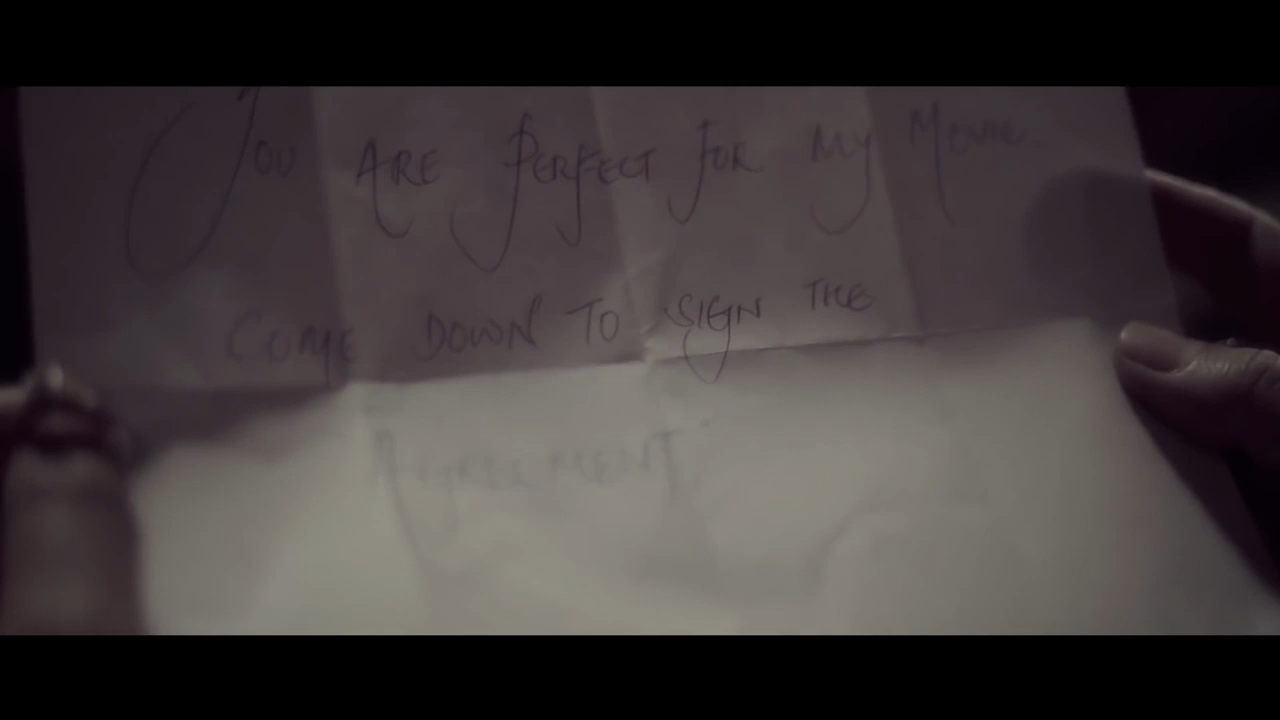 You ARE PERFECT FOR MY MOVIE.
COME DOWN TO SIGN THE
AGREEMENT."